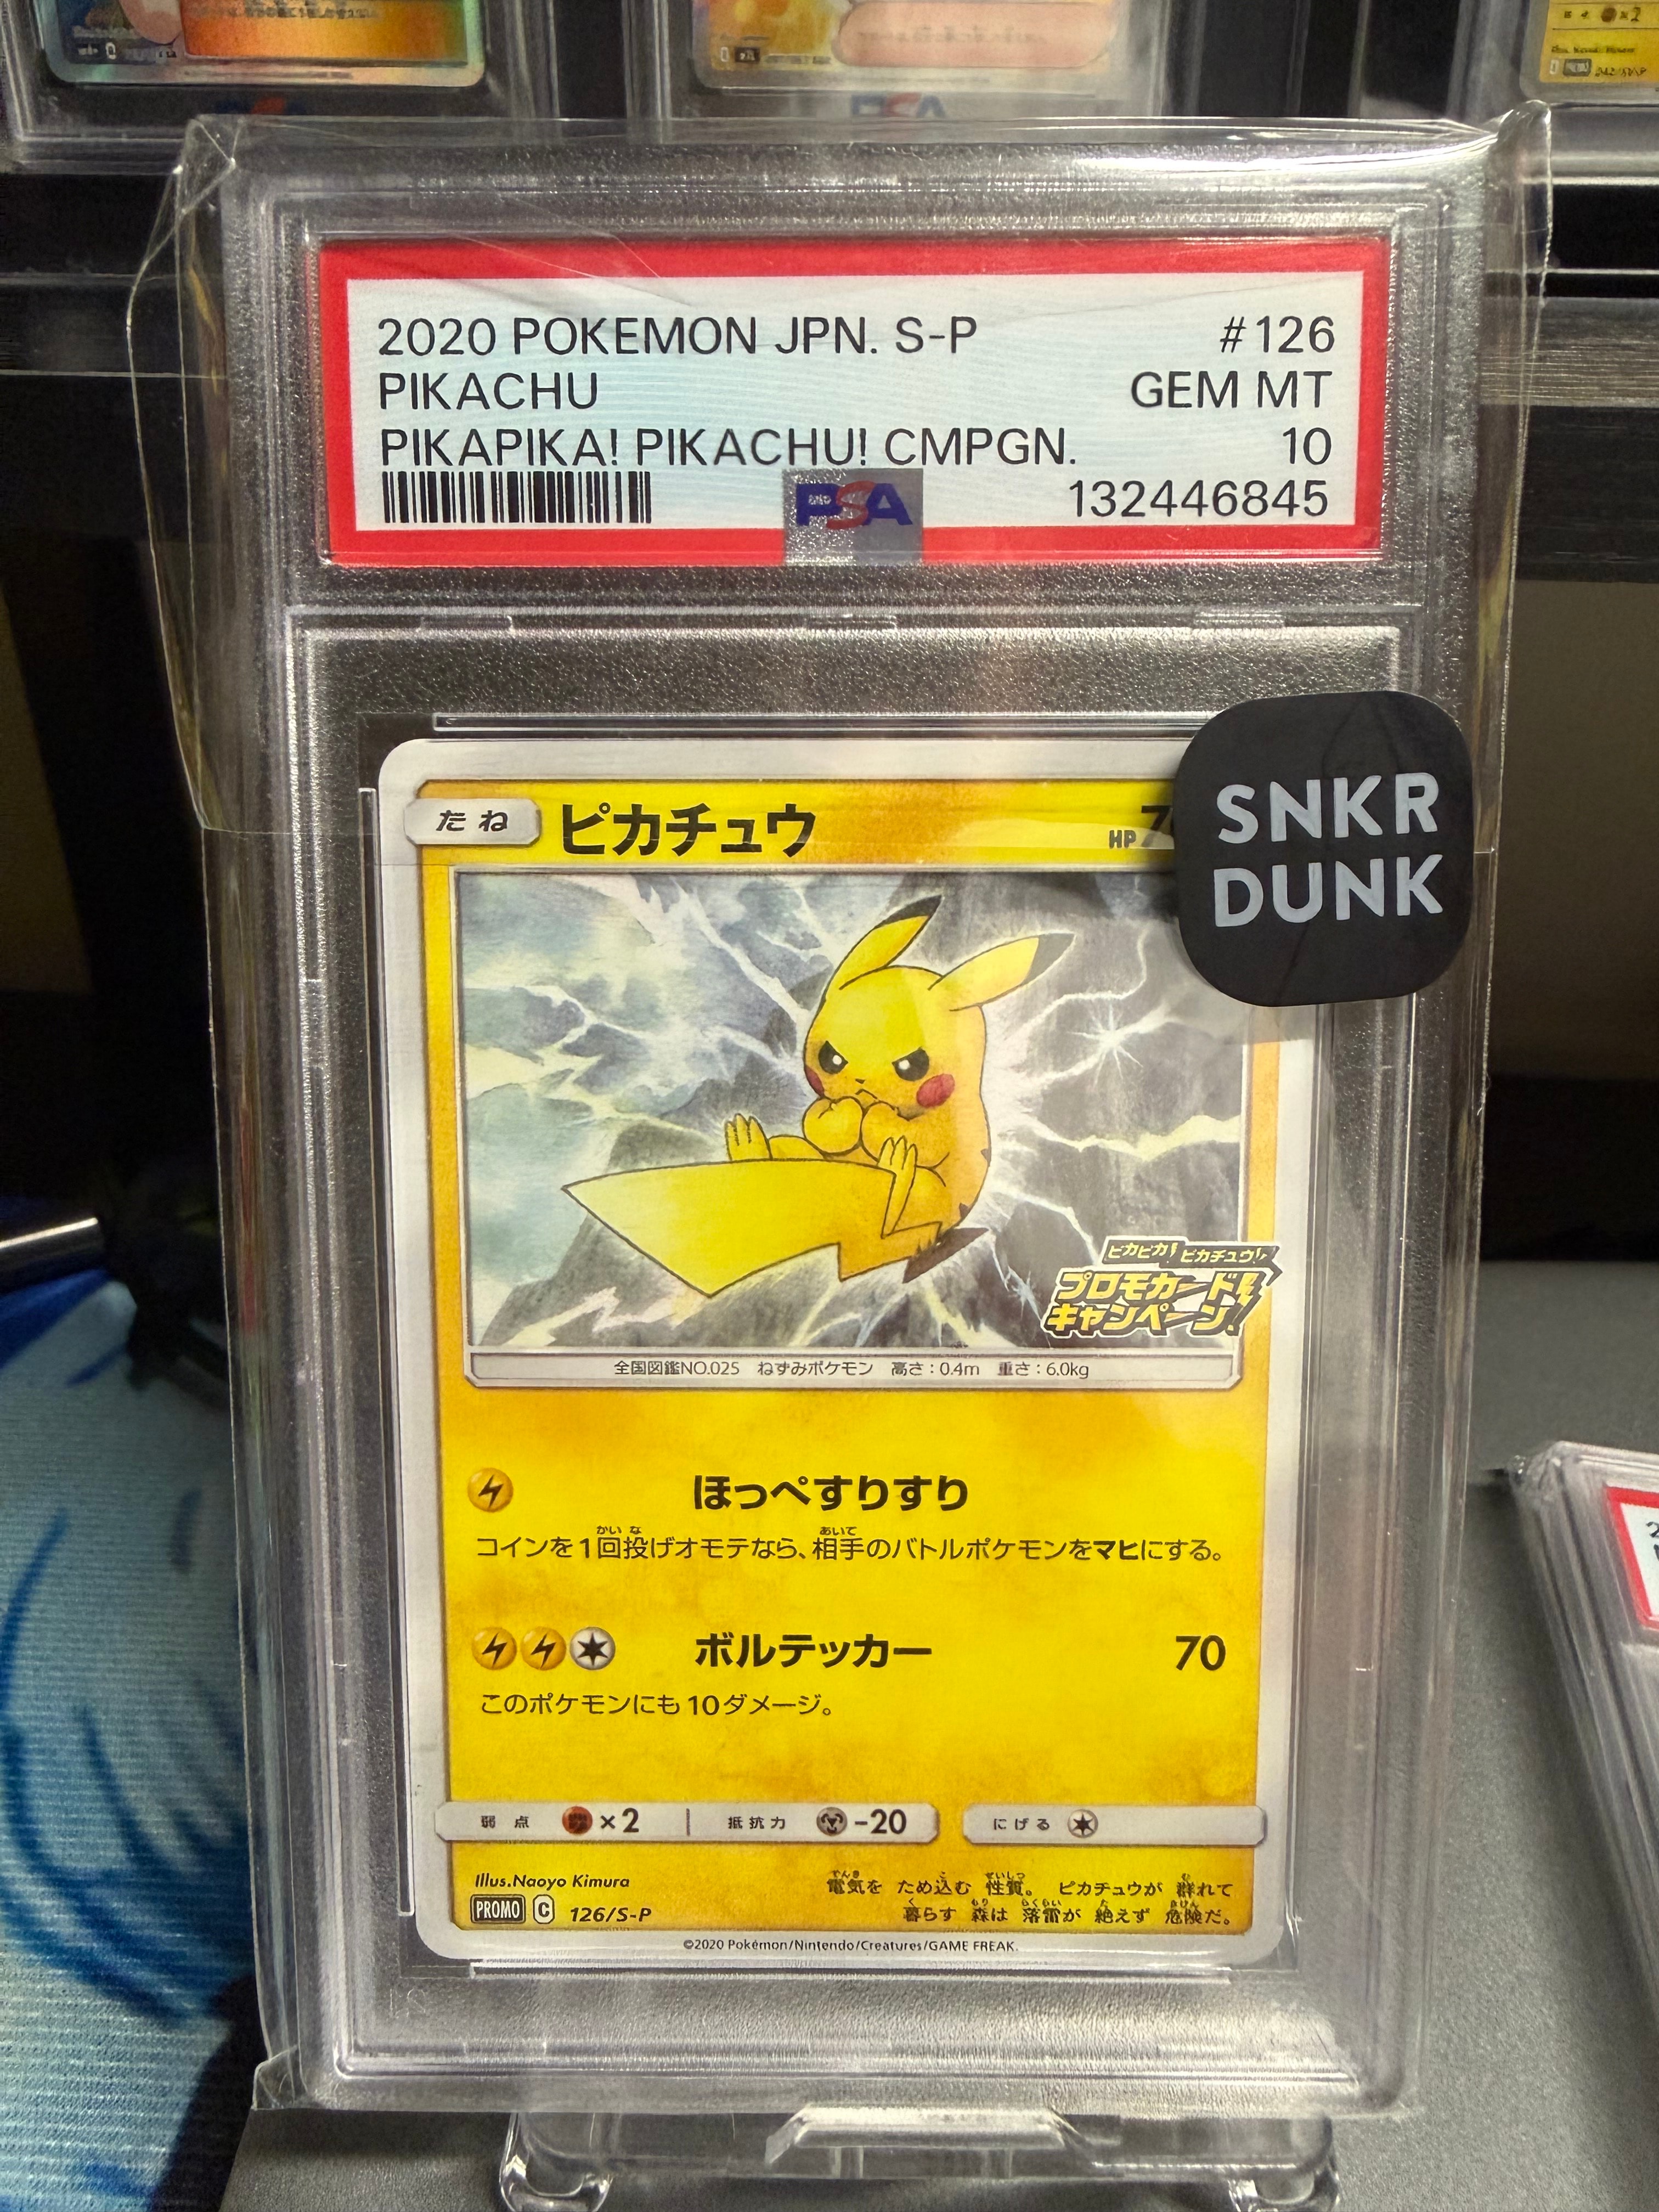 PROMO 042/SV-P
PSA
PSA
2020 POKEMON JPN. S-P #126
PIKACHU GEM MT
PIKAPIKA! PIKACHU! CMPGN. 10
PSA 132446845
SNKR
DUNK
たね ピカチュウ HP
ピカピカ!ピカチュウ!
プロモカード
キャンペーン!
全国図鑑NO.025 ねずみポケモン 高さ:0.4m 重さ:6.0kg
ほっぺすりすり
コインを1回投げオモテなら、相手のバトルポケモンをマヒにする。
ボルテッカー 70
このポケモンにも10ダメージ。
弱点 ×2 抵抗力 -20 にげる
Illus.Naoyo Kimura
電気を ため込む 性質。 ピカチュウが 群れて
PROMO C 126/S-P
暮らす 森は 落雷が 絶えず 危険だ。
©2020 Pokémon/Nintendo/Creatures/GAME FREAK.